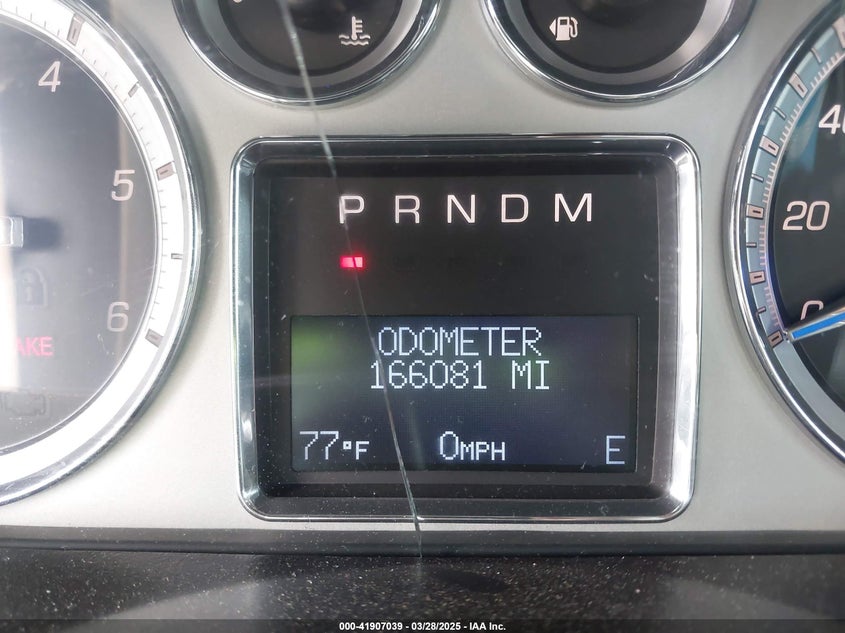 4
5
6
AKE
P R N D M
ODOMETER
166081 MI
77°F 0MPH E
40
20
0
000-41907039 - 03/28/2025 - IAA Inc.